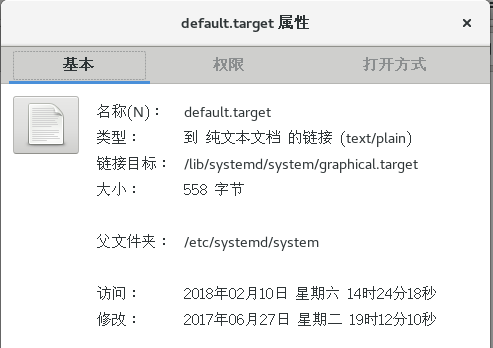 default.target 属性
基本 权限 打开方式
名称(N)： default.target
类型： 到 纯文本文档 的链接 (text/plain)
链接目标： /lib/systemd/system/graphical.target
大小： 558 字节
父文件夹： /etc/systemd/system
访问： 2018年02月10日 星期六 14时24分18秒
修改： 2017年06月27日 星期二 19时12分10秒